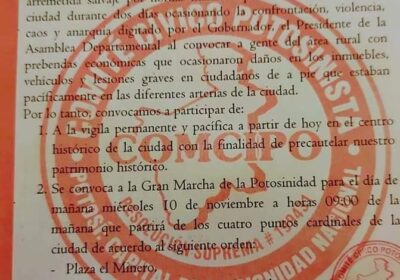 arremetida salvaje por
ciudad durante dos días ocasionando la confrontación, violencia,
caos y anarquía digitado por el Gobernador, el Presidente de la
Asamblea Departamental al convocar a gente del área rural con
prebendas económicas que ocasionaron daños a los inmuebles,
vehículos y lesiones graves en ciudadanos de a pie que estaban
pacíficamente en las diferentes arterias de la ciudad.
Por lo tanto, convocamos a participar de:
1. A la vigilia permanente y pacífica a partir de hoy en el centro
histórico de la ciudad con la finalidad de precautelar nuestro
patrimonio histórico.
COMCIPO
2. Se convoca a la Gran Marcha de la Potosinidad para el día de
mañana miércoles 10 de noviembre a horas 09:00 de la
mañana que partirá de los cuatro puntos cardinales de la
ciudad de acuerdo al siguiente orden:
- Plaza el Minero.
POTOSINISTA
SUPREMA